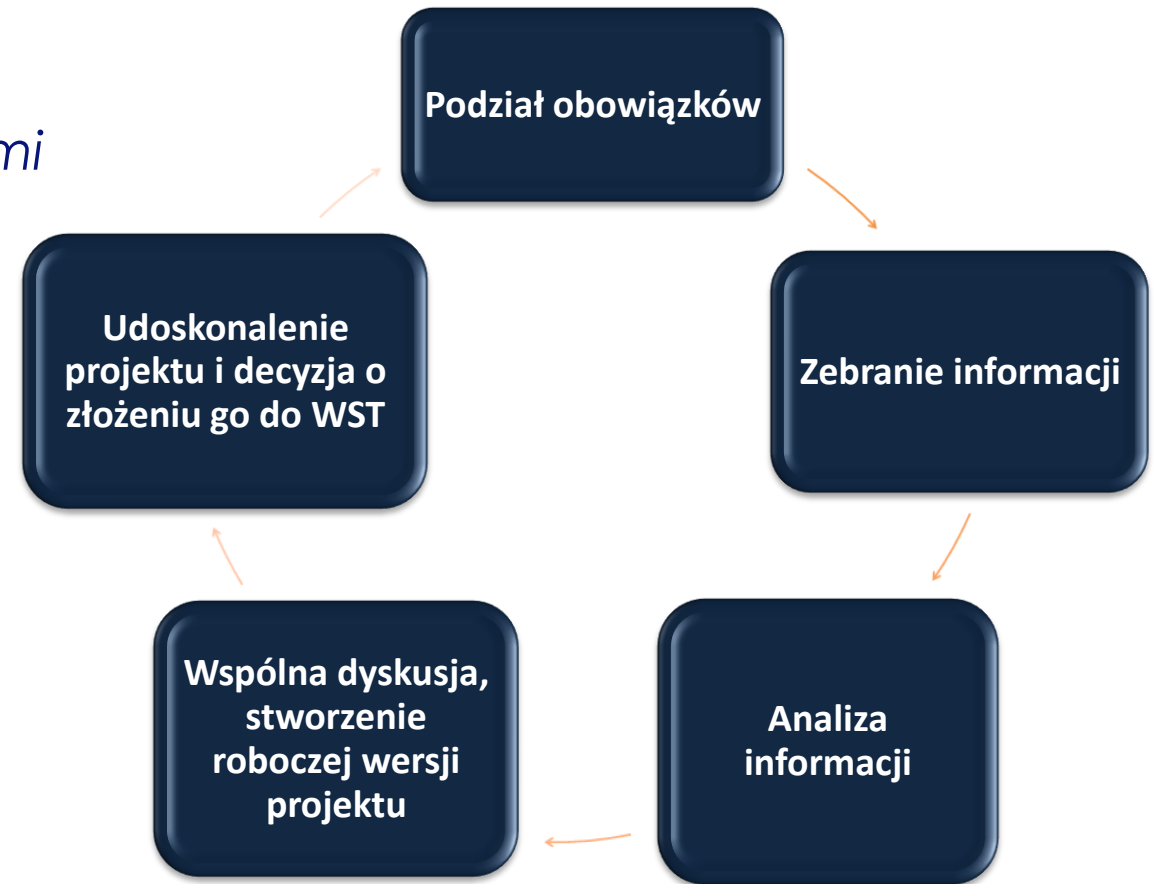 mi
Podział obowiązków
Zebranie informacji
Analiza
informacji
Wspólna dyskusja,
stworzenie
roboczej wersji
projektu
Udoskonalenie
projektu i decyzja o
złożeniu go do WST